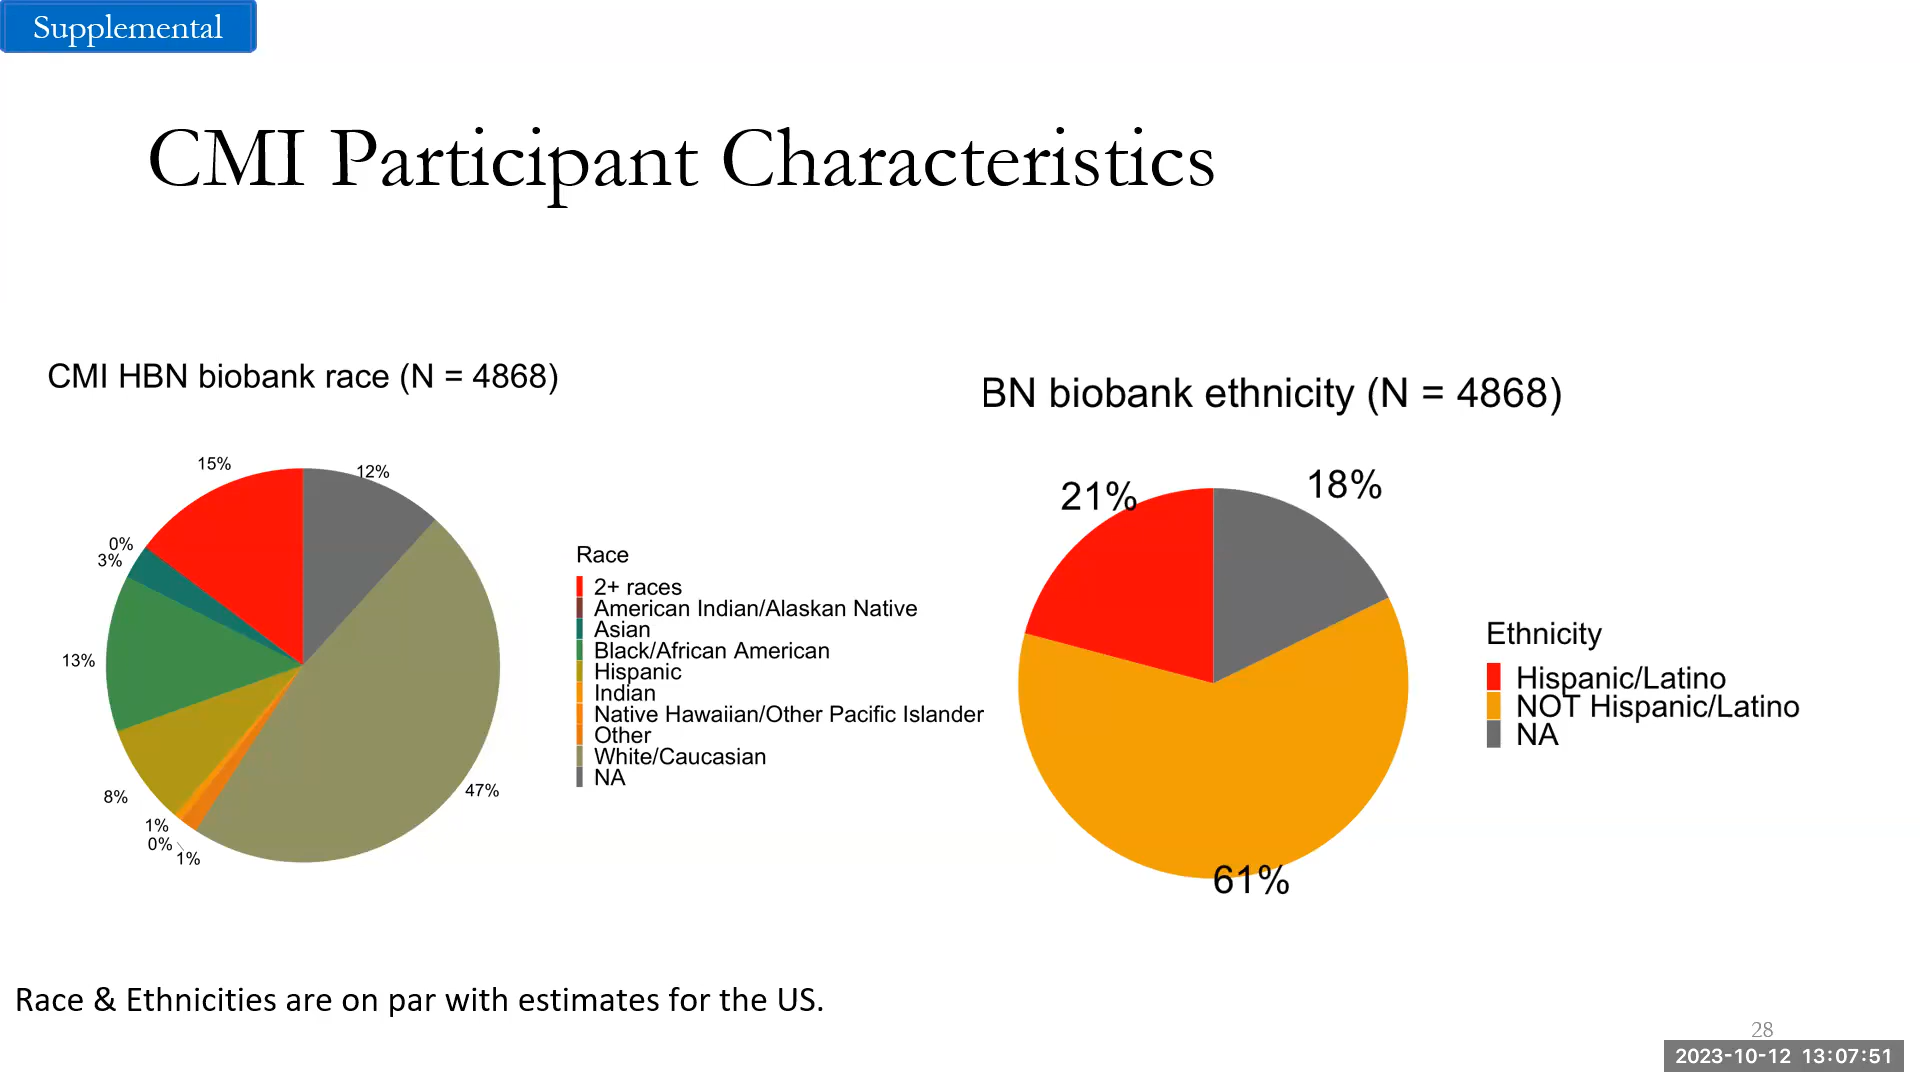 Supplemental
CMI Participant Characteristics
CMI HBN biobank race (N = 4868)
15%
12%
0%
3%
13%
8%
1%
0%
1%
47%
Race
2+ races
American Indian/Alaskan Native
Asian
Black/African American
Hispanic
Indian
Native Hawaiian/Other Pacific Islander
Other
White/Caucasian
NA
BN biobank ethnicity (N = 4868)
21%
18%
61%
Ethnicity
Hispanic/Latino
NOT Hispanic/Latino
NA
Race & Ethnicities are on par with estimates for the US.
28
2023-10-12 13:07:51